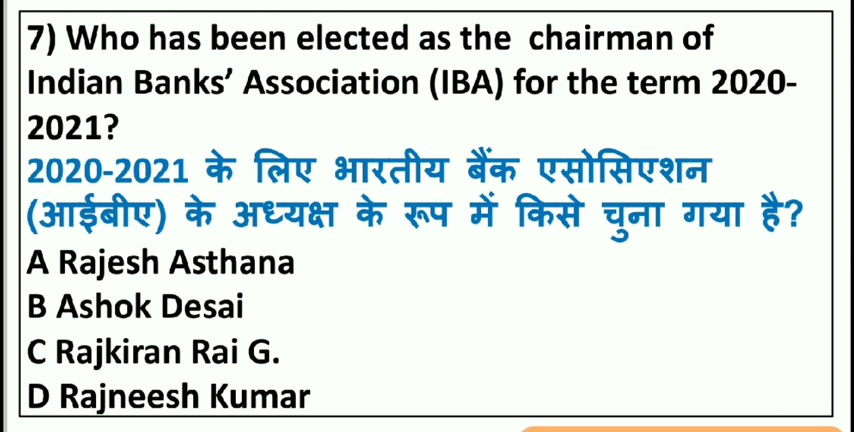 7) Who has been elected as the chairman of
Indian Banks’ Association (IBA) for the term 2020-
2021?
2020-2021 के लिए भारतीय बैंक एसोसिएशन
(आईबीए) के अध्यक्ष के रूप में किसे चुना गया है?
A Rajesh Asthana
B Ashok Desai
C Rajkiran Rai G.
D Rajneesh Kumar